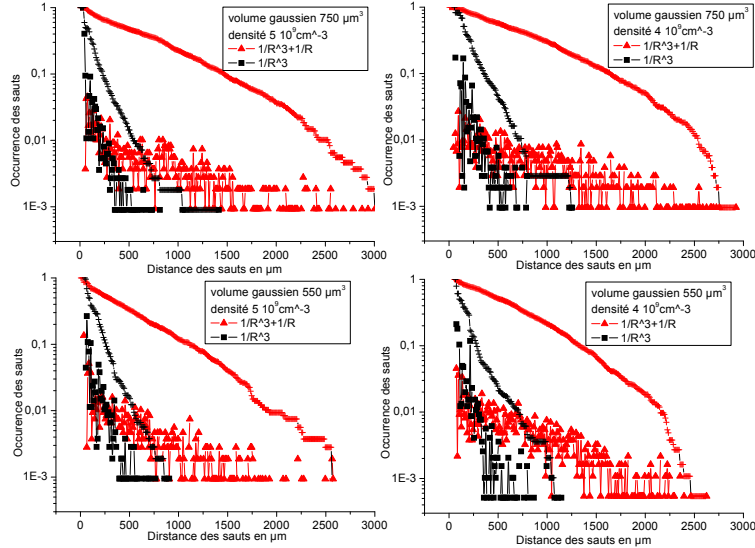 volume gaussien 750 µm³
densité 5 10⁹cm^-3
1/R^3+1/R
1/R^3
Occurrence des sauts
1
0,1
0,01
1E-3
0 500 1000 1500 2000 2500 3000
Distance des sauts en µm
volume gaussien 750 µm³
densité 4 10⁹cm^-3
1/R^3+1/R
1/R^3
Occurrence des sauts
1
0,1
0,01
1E-3
0 500 1000 1500 2000 2500 3000
Distance des sauts en µm
volume gaussien 550 µm³
densité 5 10⁹cm^-3
1/R^3+1/R
1/R^3
Occurrence des sauts
1
0,1
0,01
1E-3
0 500 1000 1500 2000 2500 3000
Distance des sauts en µm
volume gaussien 550 µm³
densité 4 10⁹cm^-3
1/R^3+1/R
1/R^3
Occurrence des sauts
1
0,1
0,01
1E-3
0 500 1000 1500 2000 2500 3000
Distance des sauts en µm